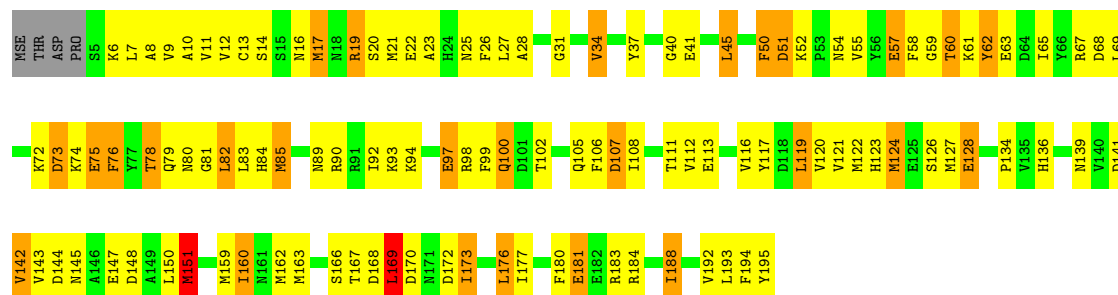 MSE THR ASP PRO S5 K6 L7 A8 V9 A10 V11 V12 C13 S14 S15 N16 M17 N18 R19 S20 M21 E22 A23 H24 N25 F26 L27 A28 G31 V34 Y37 G40 E41 L45 F50 D51 K52 P53 N54 V55 Y56 E57 F58 G59 T60 K61 Y62 E63 D64 I65 Y66 R67 D68 L69
K72 D73 K74 E75 F76 Y77 T78 Q79 N80 G81 L82 L83 H84 M85 N89 R90 R91 I92 K93 K94 E97 R98 F99 Q100 D101 T102 Q105 F106 D107 I108 T111 V112 E113 V116 Y117 D118 L119 V120 V121 M122 H123 M124 E125 S126 M127 E128 P134 V135 H136 N139 V140 D141
V142 V143 D144 N145 A146 E147 D148 A149 L150 M151 M159 I160 N161 M162 M163 S166 T167 D168 L169 D170 N171 D172 I173 L176 I177 F180 E181 E182 R183 R184 I188 V192 L193 F194 Y195